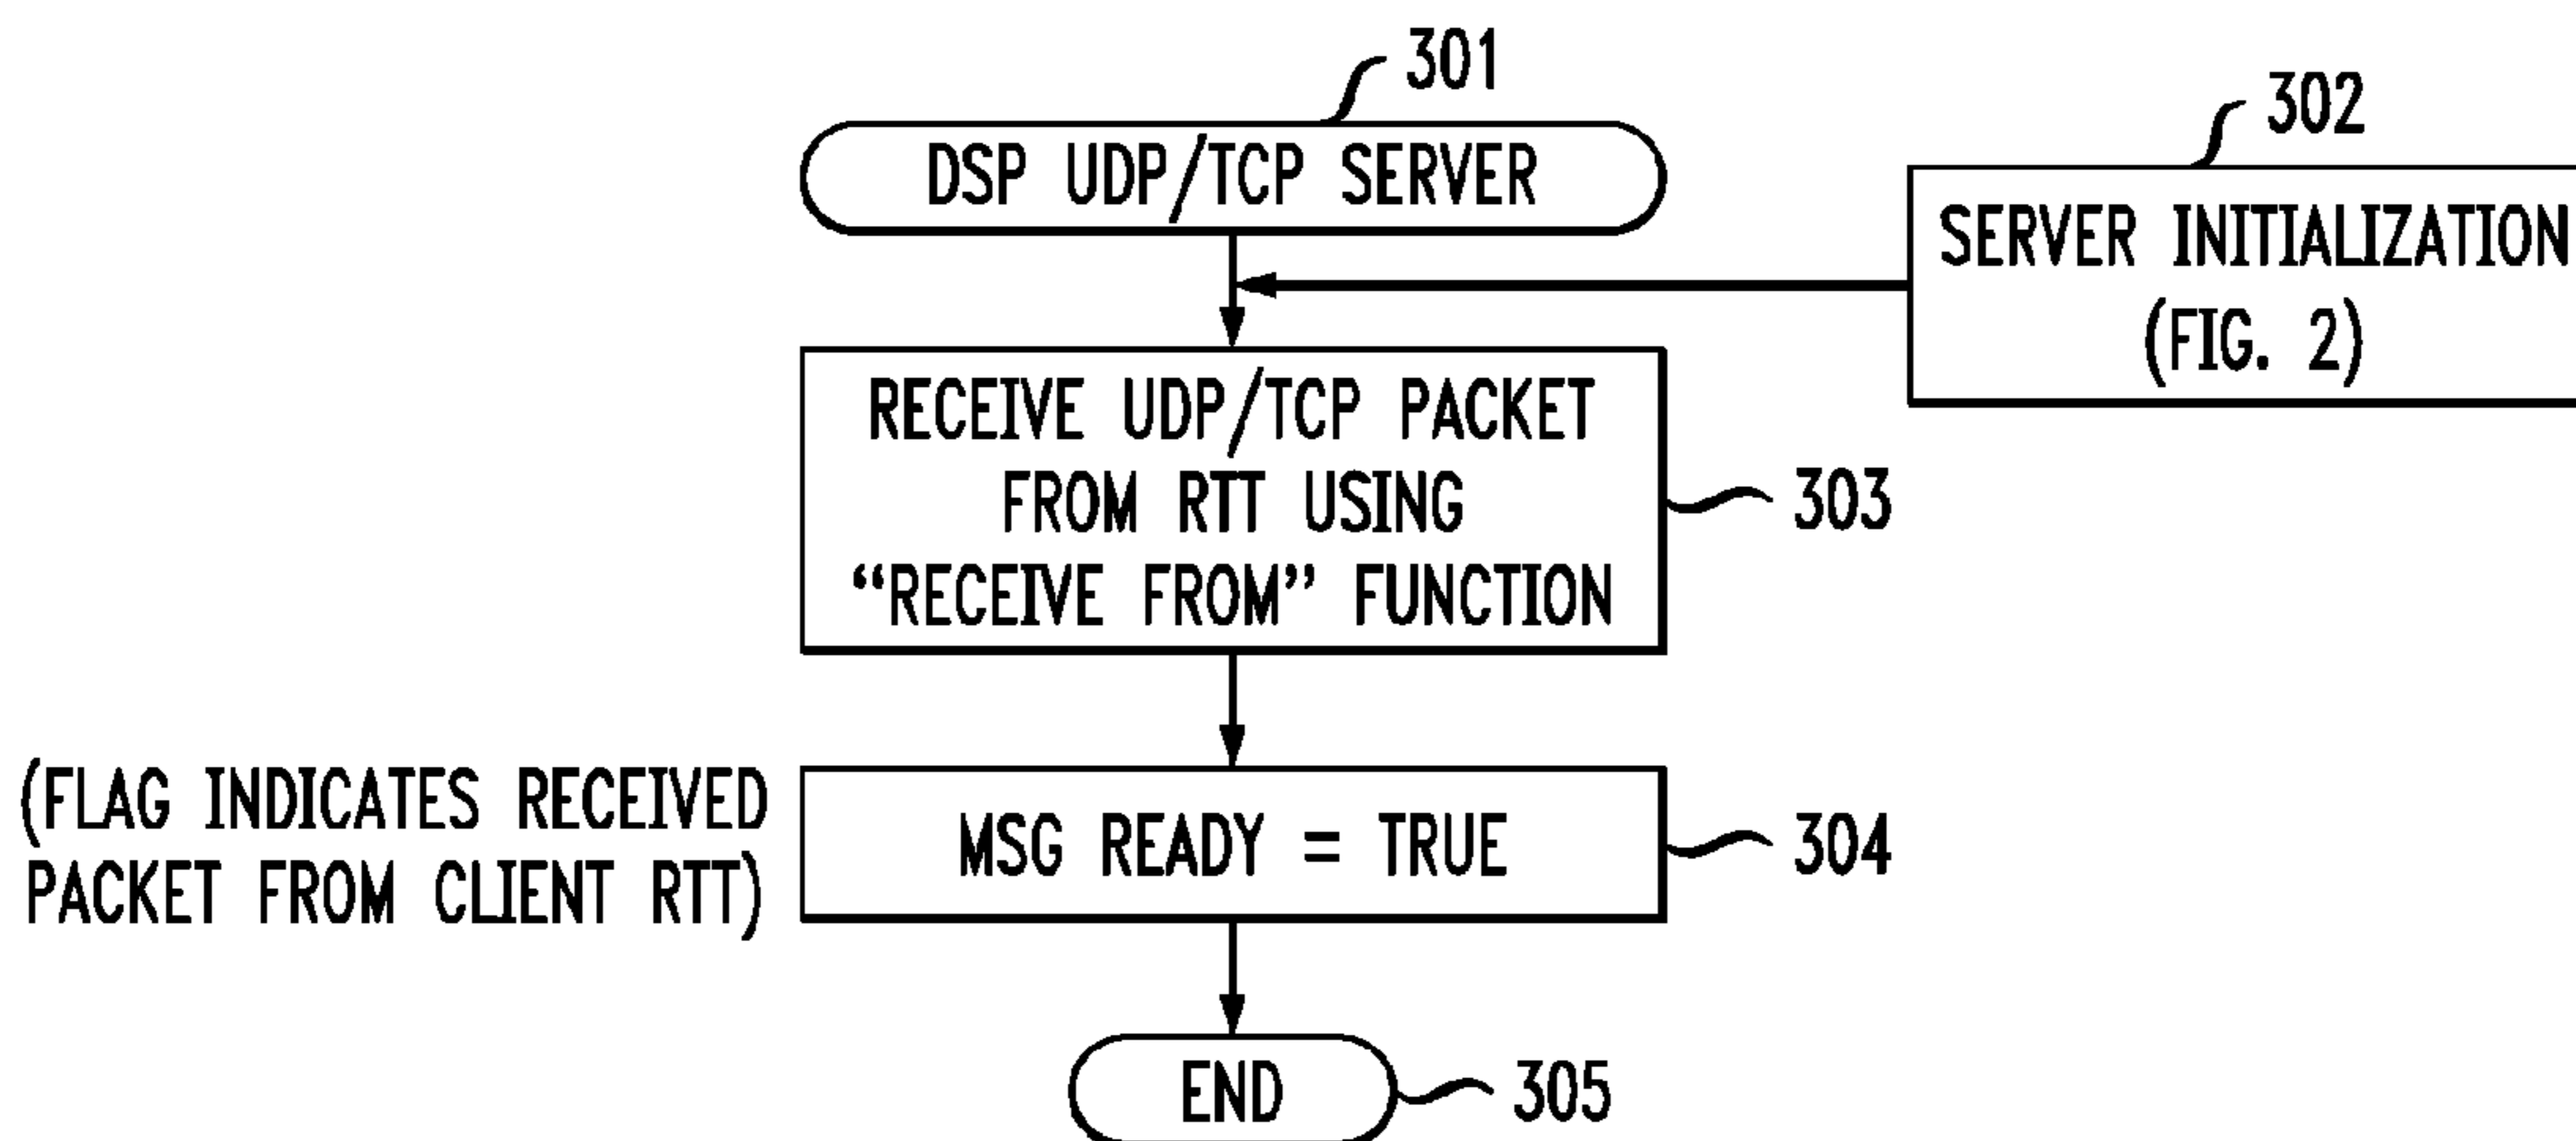 301
DSP UDP/TCP SERVER
302
SERVER INITIALIZATION
(FIG. 2)
RECEIVE UDP/TCP PACKET
FROM RTT USING
“RECEIVE FROM” FUNCTION
303
(FLAG INDICATES RECEIVED
PACKET FROM CLIENT RTT)
MSG READY = TRUE
304
END
305